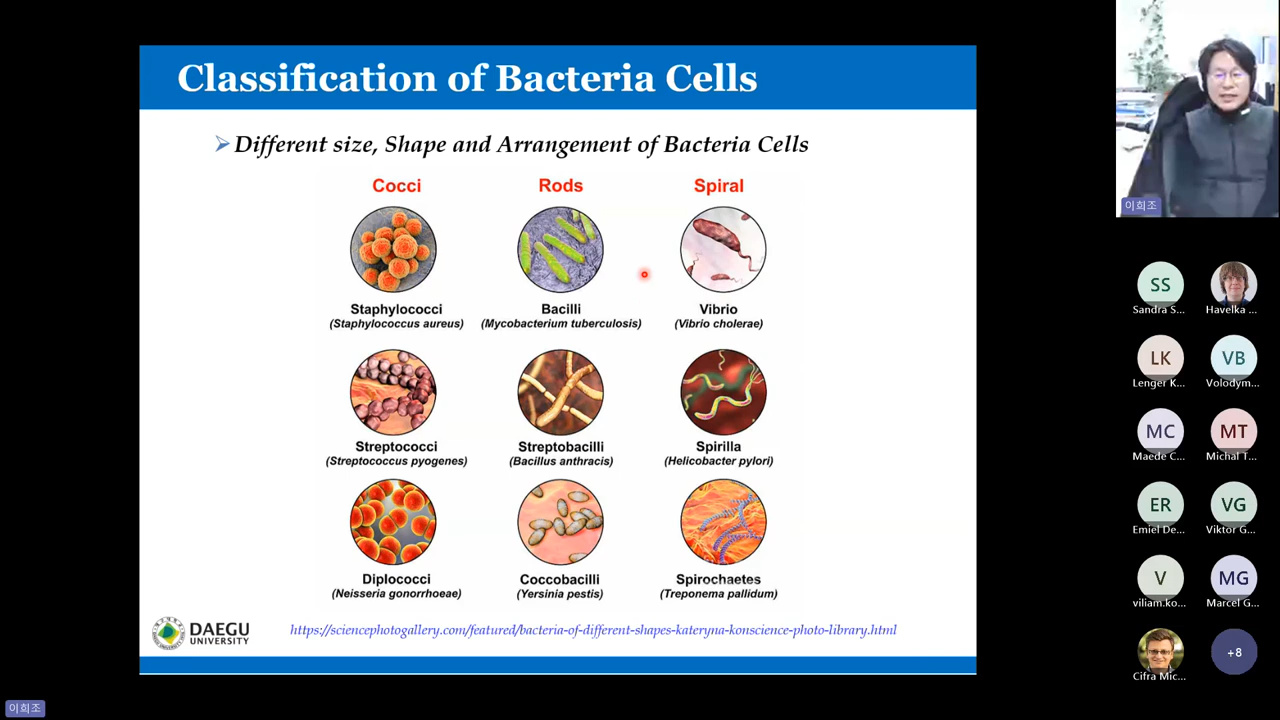 Classification of Bacteria Cells
Different size, Shape and Arrangement of Bacteria Cells
Cocci
Rods
Spiral
Staphylococci
(Staphylococcus aureus)
Bacilli
(Mycobacterium tuberculosis)
Vibrio
(Vibrio cholerae)
Streptococci
(Streptococcus pyogenes)
Streptobacilli
(Bacillus anthracis)
Spirilla
(Helicobacter pylori)
Diplococci
(Neisseria gonorrhoeae)
Coccobacilli
(Yersinia pestis)
Spirochaetes
(Treponema pallidum)
DAEGU
UNIVERSITY
https://sciencephotogallery.com/featured/bacteria-of-different-shapes-kateryna-konscience-photo-library.html
이희조
SS
Sandra S...
Havelka ...
LK
Lenger K...
VB
Volodym...
MC
Maede C...
MT
Michal T...
ER
Emiel De...
VG
Viktor G...
V
viliam.ko...
MG
Marcel G...
Cifra Mic...
+8
이희조